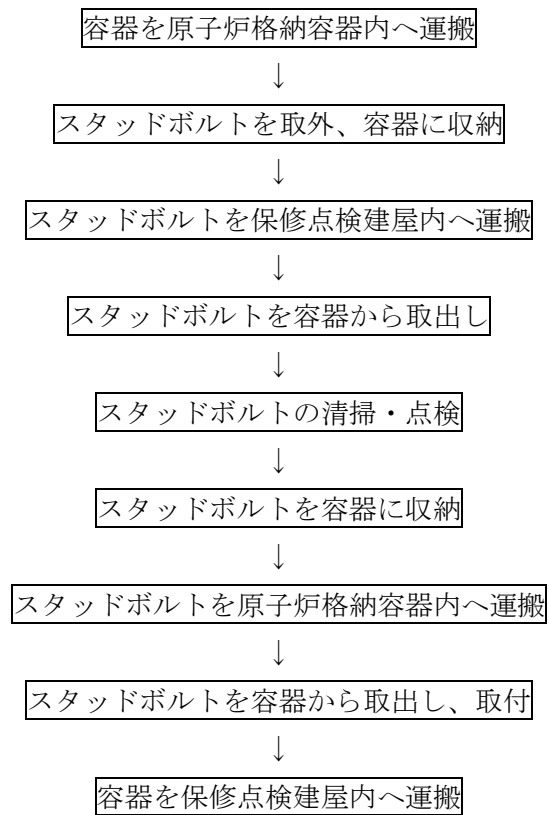 容器を原子炉格納容器内へ運搬
↓
スタッドボルトを取外、容器に収納
↓
スタッドボルトを保修点検建屋内へ運搬
↓
スタッドボルトを容器から取出し
↓
スタッドボルトの清掃・点検
↓
スタッドボルトを容器に収納
↓
スタッドボルトを原子炉格納容器内へ運搬
↓
スタッドボルトを容器から取出し、取付
↓
容器を保修点検建屋内へ運搬